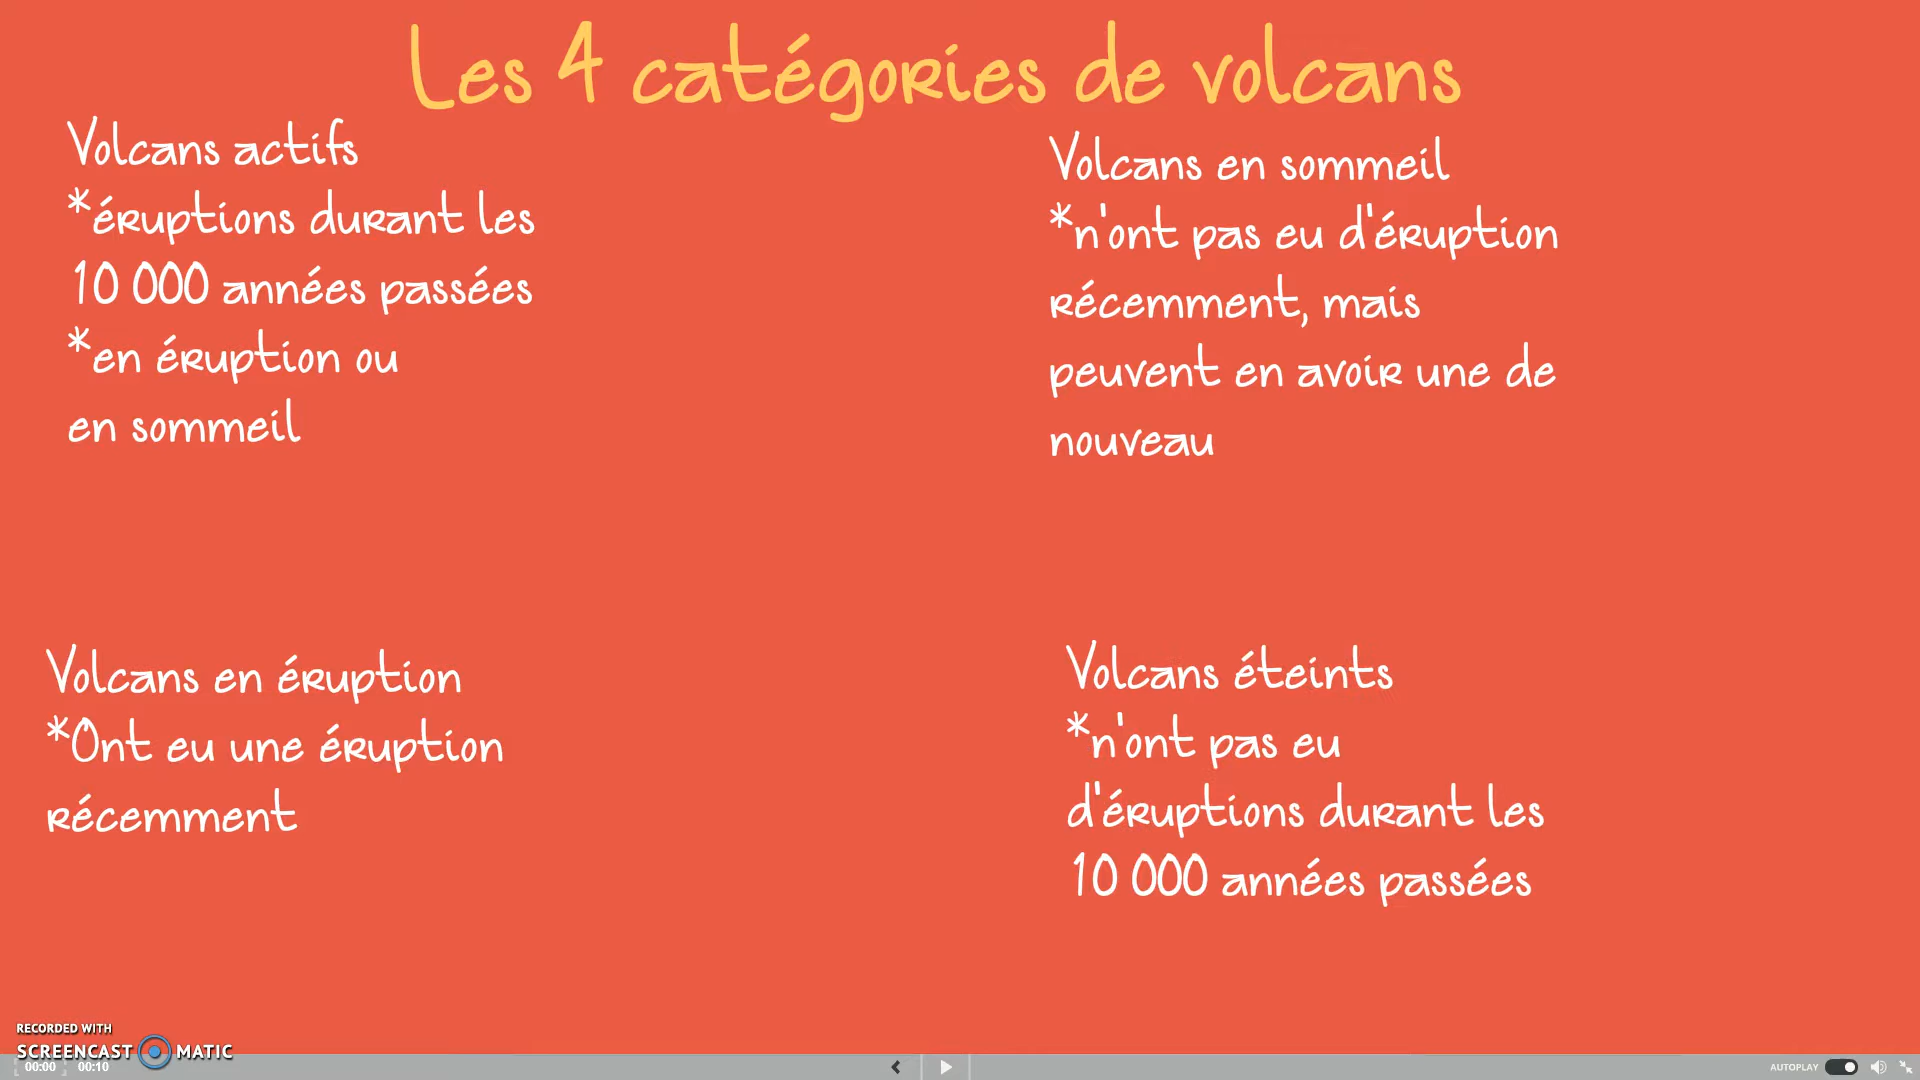 Les 4 catégories de volcans
Volcans actifs
*éruptions durant les
10 000 années passées
*en éruption ou
en sommeil
Volcans en sommeil
*n'ont pas eu d'éruption
récemment, mais
peuvent en avoir une de
nouveau
Volcans en éruption
*Ont eu une éruption
récemment
Volcans éteints
*n'ont pas eu
d'éruptions durant les
10 000 années passées
RECORDED WITH
SCREENCAST MATIC
00:00 00:10
AUTOPLAY